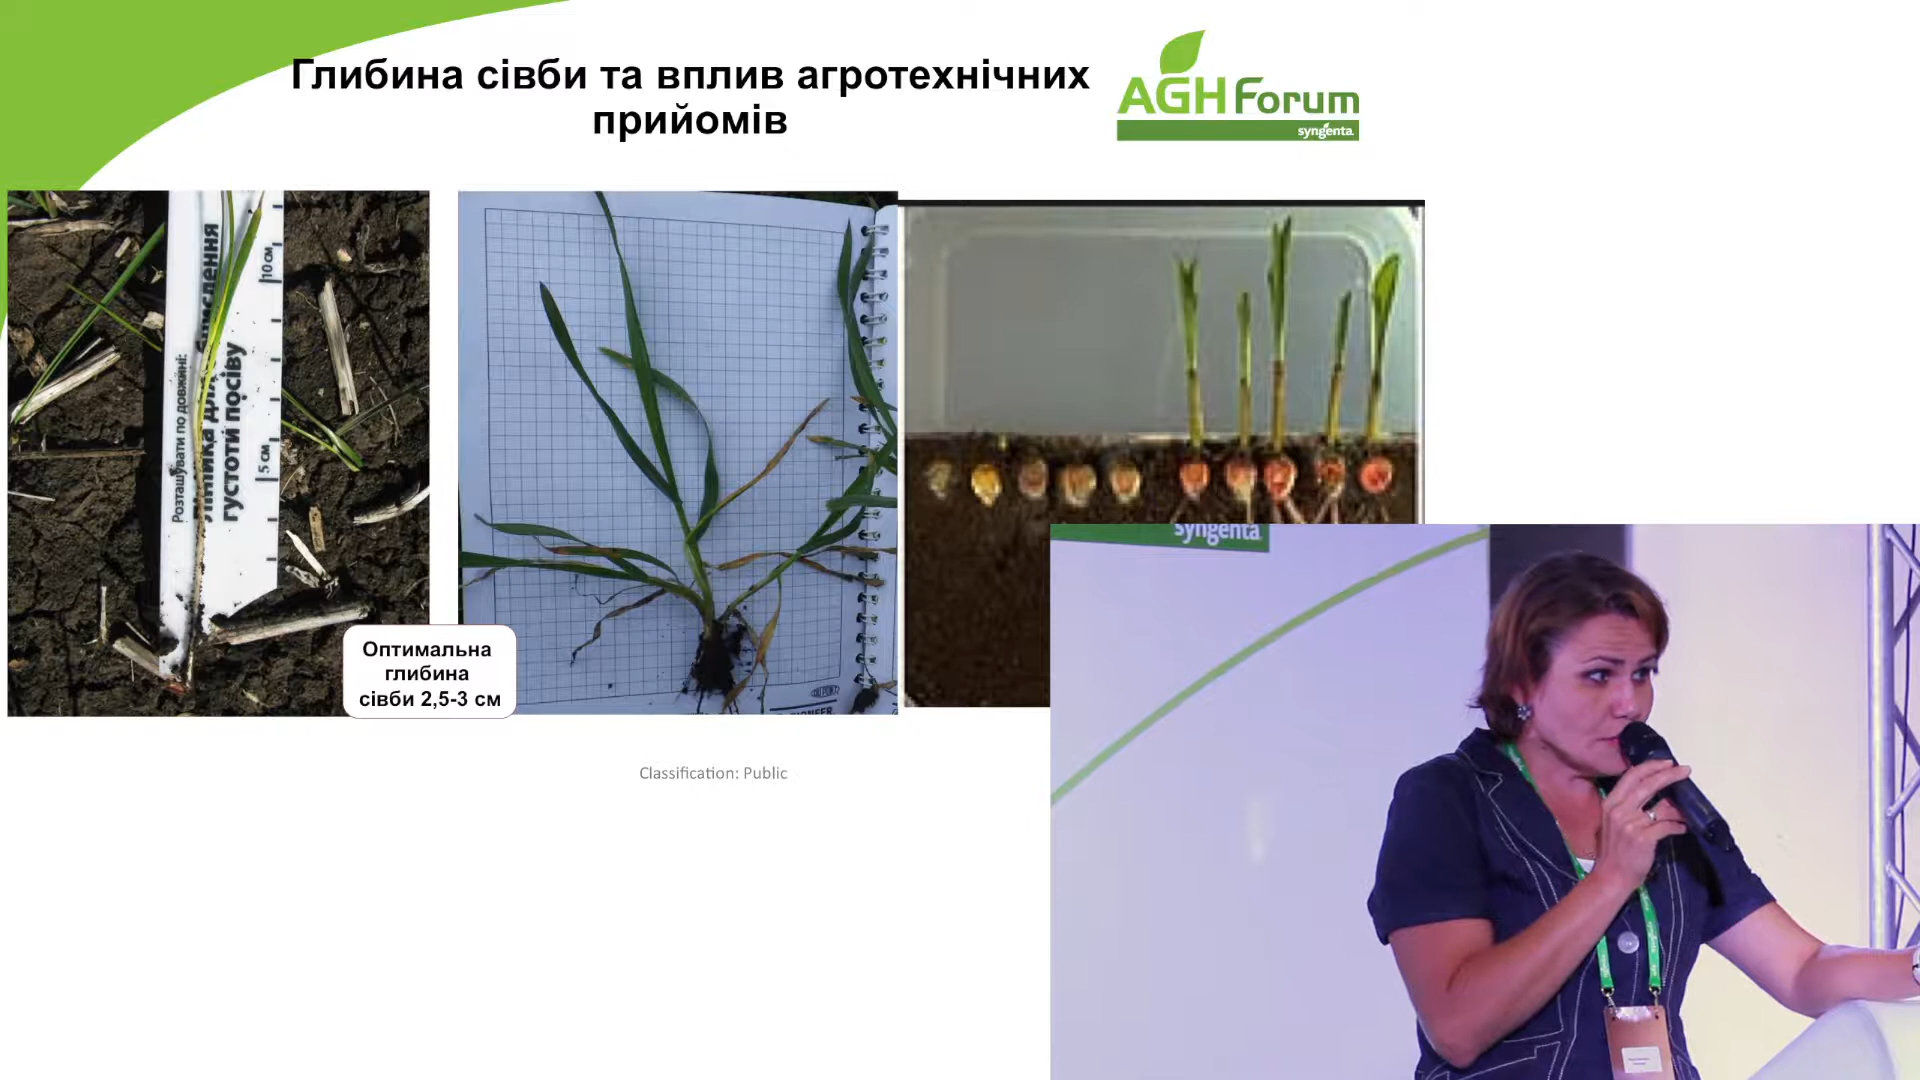 Глибина сівби та вплив агротехнічних
прийомів
AGH Forum
syngenta
10 см
5 см
Розташувати по довжині:
Лінійка для
густоти посіву
Оптимальна
глибина
сівби 2,5-3 см
Classification: Public
syngenta